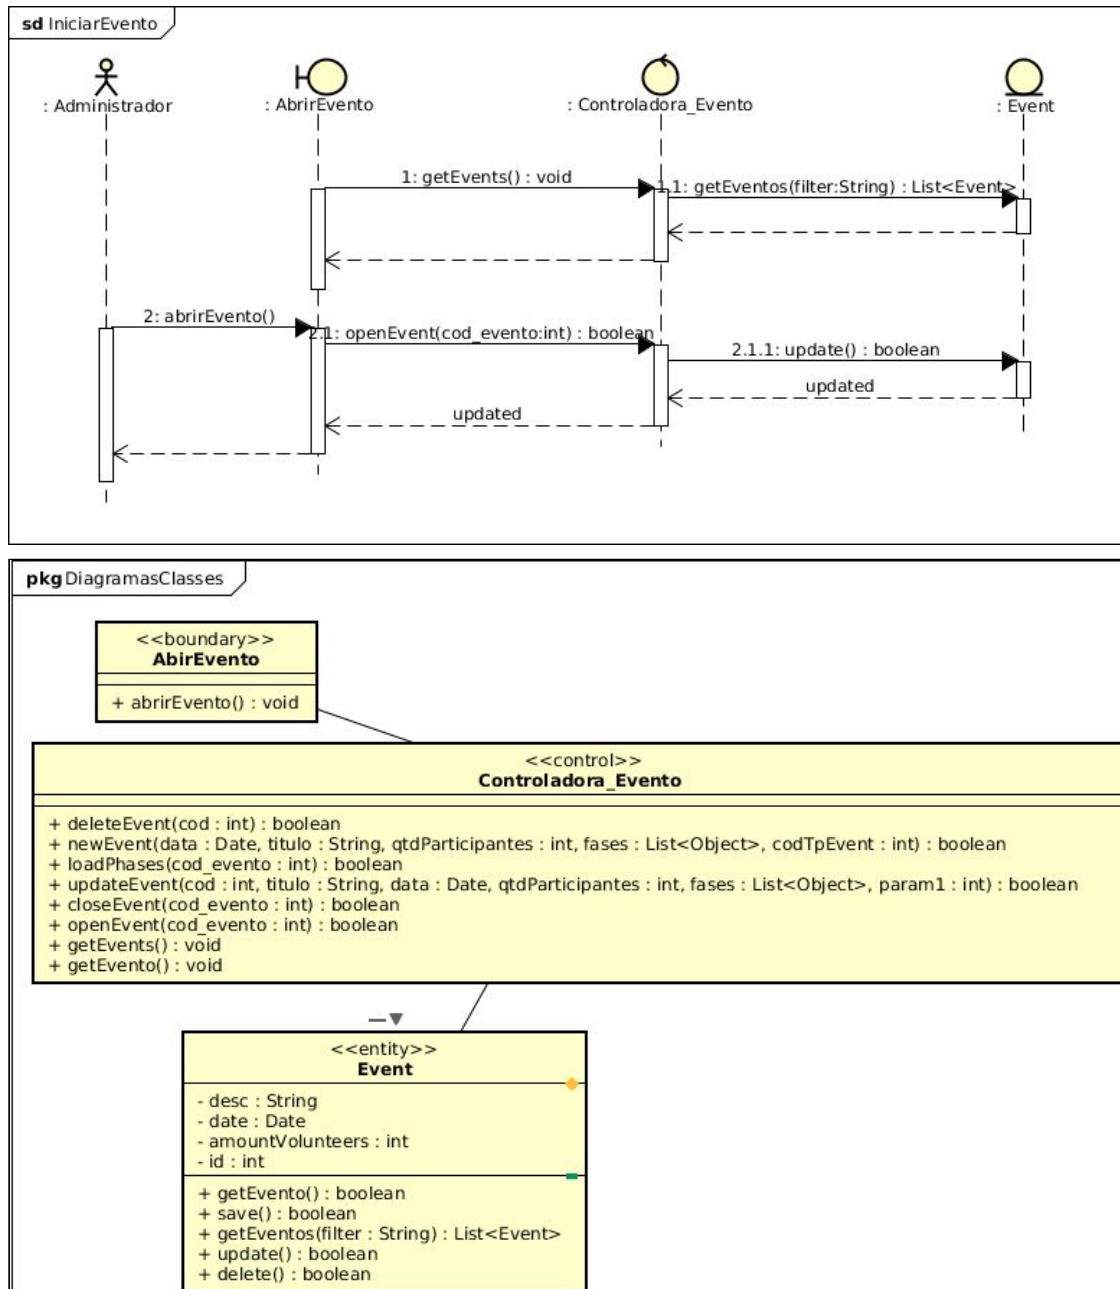 sd IniciarEvento
: Administrador
: AbrirEvento
: Controladora_Evento
: Event
1: getEvents() : void
1.1: getEventos(filter:String) : List<Event>
2: abrirEvento()
2.1: openEvent(cod_evento:int) : boolean
2.1.1: update() : boolean
updated
updated
pkg DiagramasClasses
<<boundary>>
AbirEvento
+ abrirEvento() : void
<<control>>
Controladora_Evento
+ deleteEvent(cod : int) : boolean
+ newEvent(data : Date, titulo : String, qtdParticipantes : int, fases : List<Object>, codTpEvent : int) : boolean
+ loadPhases(cod_evento : int) : boolean
+ updateEvent(cod : int, titulo : String, data : Date, qtdParticipantes : int, fases : List<Object>, param1 : int) : boolean
+ closeEvent(cod_evento : int) : boolean
+ openEvent(cod_evento : int) : boolean
+ getEvents() : void
+ getEvento() : void
<<entity>>
Event
- desc : String
- date : Date
- amountVolunteers : int
- id : int
+ getEvento() : boolean
+ save() : boolean
+ getEventos(filter : String) : List<Event>
+ update() : boolean
+ delete() : boolean